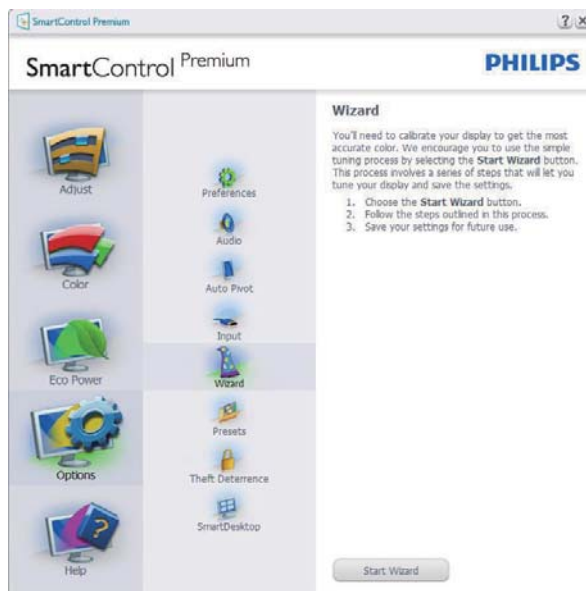 SmartControl Premium
SmartControl Premium
PHILIPS
Adjust
Color
Eco Power
Options
Help
Preferences
Audio
Auto Pivot
Input
Wizard
Presets
Theft Deterrence
SmartDesktop
Wizard
You'll need to calibrate your display to get the most
accurate color. We encourage you to use the simple
tuning process by selecting the Start Wizard button.
This process involves a series of steps that will let you
tune your display and save the settings.
1. Choose the Start Wizard button.
2. Follow the steps outlined in this process.
3. Save your settings for future use.
Start Wizard